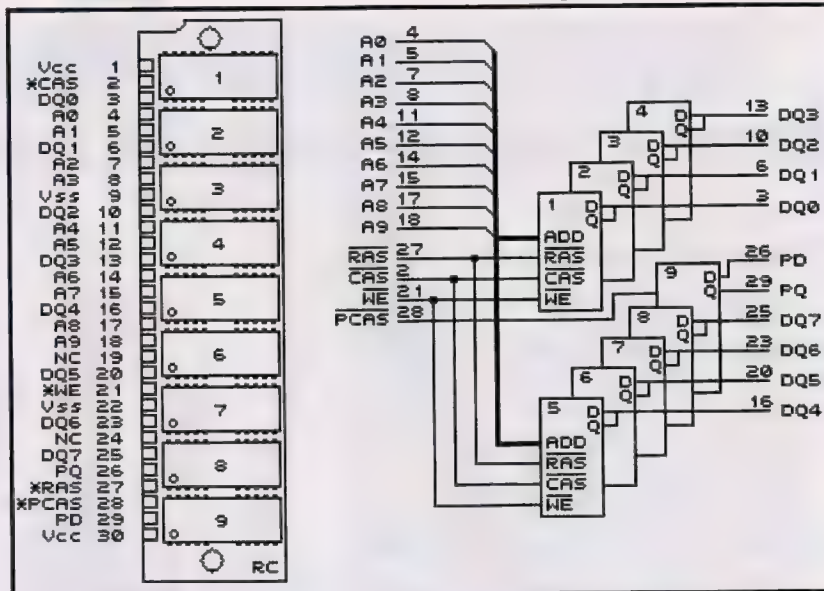 Vcc 1
*CAS 2
DQ0 3
A0 4
A1 5
DQ1 6
A2 7
A3 8
Vss 9
DQ2 10
A4 11
A5 12
DQ3 13
A6 14
A7 15
DQ4 16
A8 17
A9 18
NC 19
DQ5 20
*WE 21
Vss 22
DQ6 23
NC 24
DQ7 25
PQ 26
*RAS 27
*PCAS 28
PD 29
Vcc 30
1
2
3
4
5
6
7
8
9
RC
A0 4
A1 5
A2 7
A3 8
A4 11
A5 12
A6 14
A7 15
A8 17
A9 18
RAS 27
CAS 2
WE 21
PCAS 28
4 D Q 13 DQ3
3 D Q 10 DQ2
2 D Q 6 DQ1
1 D Q 3 DQ0
ADD
RAS
CAS
WE
9 D 26 PD
Q 29 PQ
8 D Q 25 DQ7
7 D Q 23 DQ6
6 D Q 20 DQ5
5 D Q 16 DQ4
ADD
RAS
CAS
WE